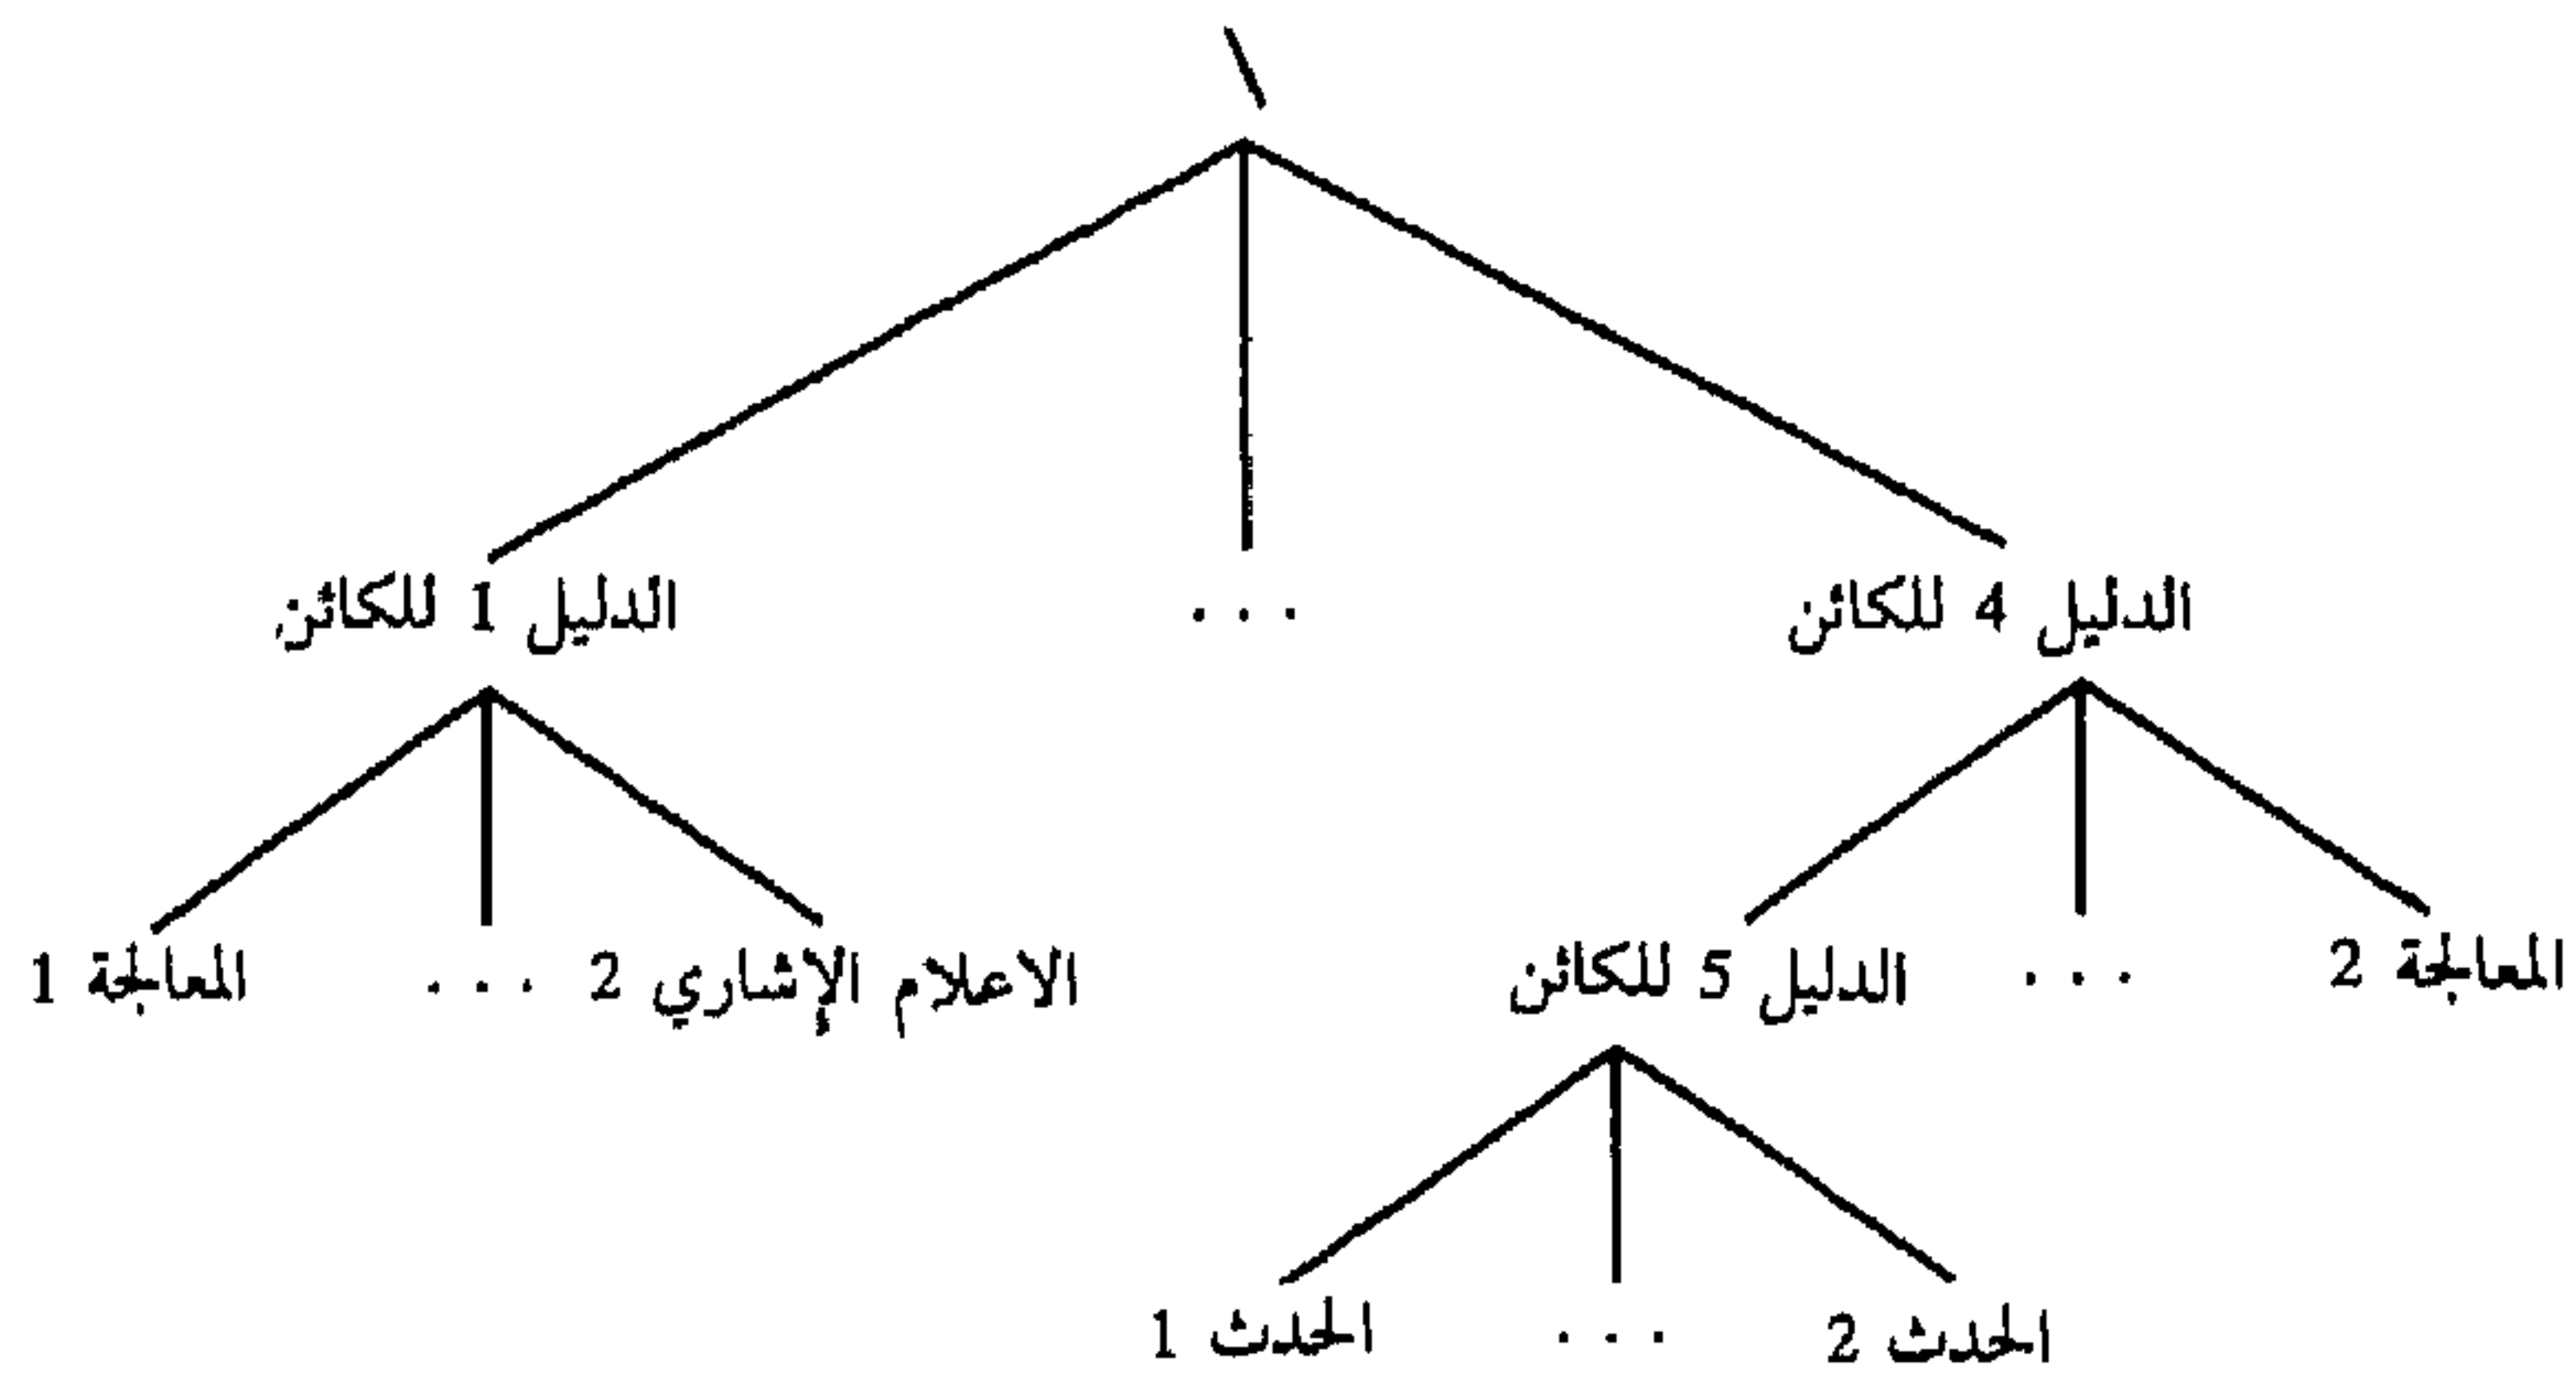 \
الدليل 4 للكائن ... الدليل 1 للكائن
المعالجة 2 ... الدليل 5 للكائن الاعلام الإشاري 2 ... المعالجة 1
الحدث 2 ... الحدث 1